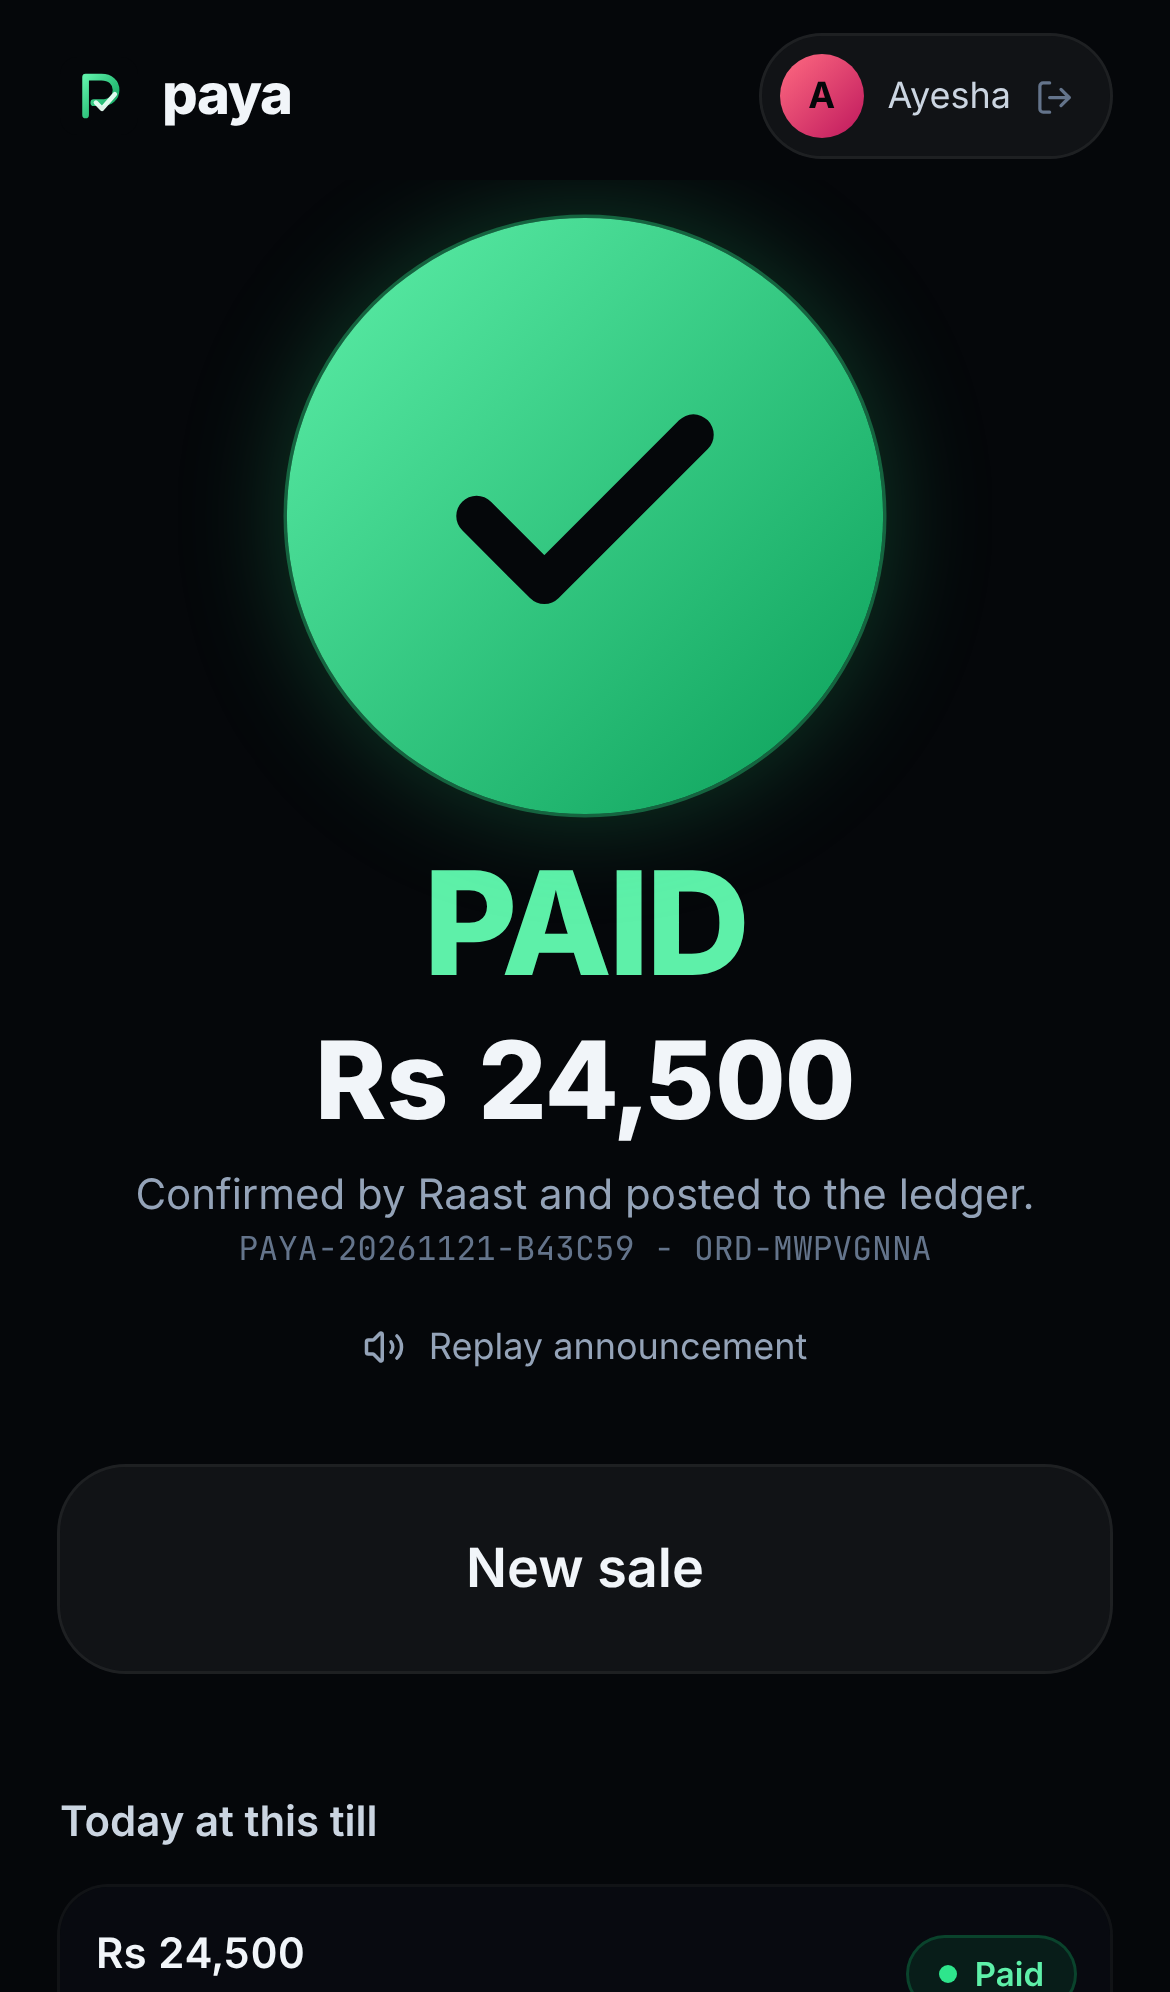 paya
A Ayesha
PAID
Rs 24,500
Confirmed by Raast and posted to the ledger.
PAYA-20261121-B43C59 - ORD-MWPVGNNA
Replay announcement
New sale
Today at this till
Rs 24,500
Paid